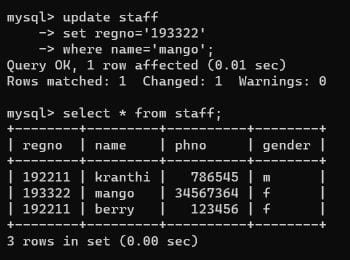 mysql> update staff
    -> set regno='193322'
    -> where name='mango';
Query OK, 1 row affected (0.01 sec)
Rows matched: 1  Changed: 1  Warnings: 0

mysql> select * from staff;
+--------+---------+----------+--------+
| regno  | name    | phno     | gender |
+--------+---------+----------+--------+
| 192211 | kranthi |   786545 | m      |
| 193322 | mango   | 34567364 | f      |
| 192211 | berry   |   123456 | f      |
+--------+---------+----------+--------+
3 rows in set (0.00 sec)